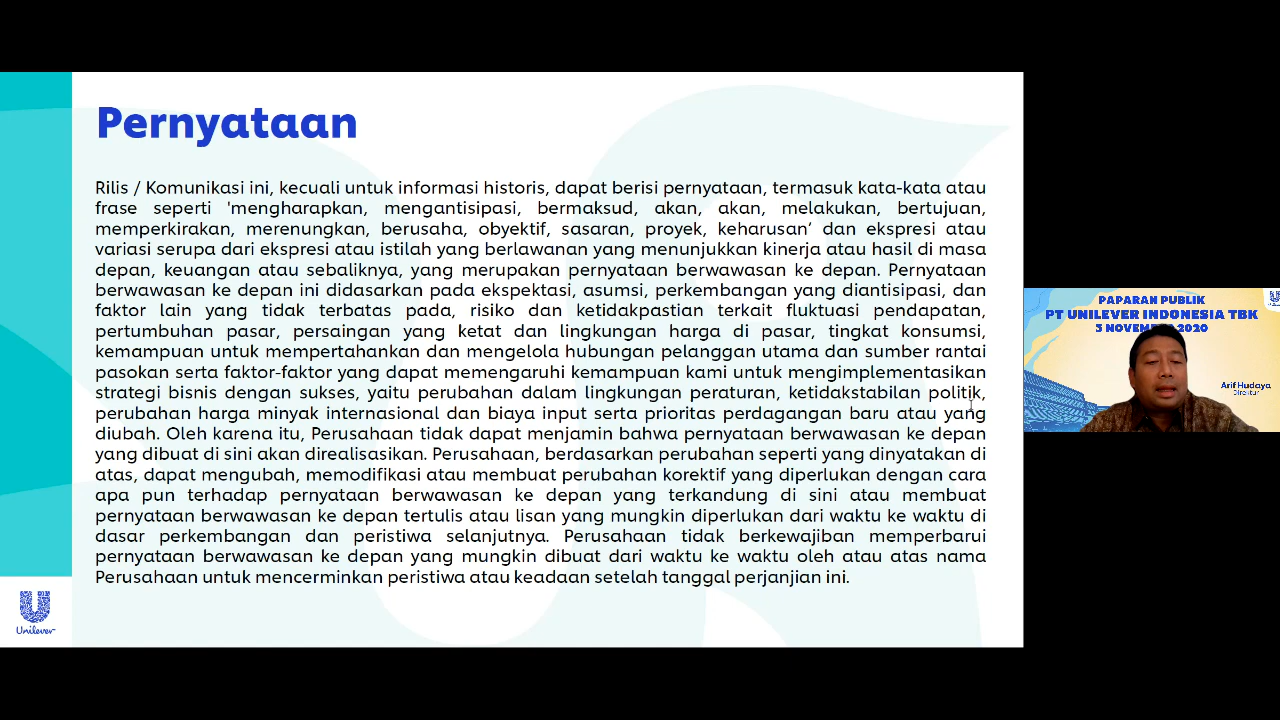 Pernyataan
Rilis / Komunikasi ini, kecuali untuk informasi historis, dapat berisi pernyataan, termasuk kata-kata atau
frase seperti 'mengharapkan, mengantisipasi, bermaksud, akan, akan, melakukan, bertujuan,
memperkirakan, merenungkan, berusaha, obyektif, sasaran, proyek, keharusan’ dan ekspresi atau
variasi serupa dari ekspresi atau istilah yang berlawanan yang menunjukkan kinerja atau hasil di masa
depan, keuangan atau sebaliknya, yang merupakan pernyataan berwawasan ke depan. Pernyataan
berwawasan ke depan ini didasarkan pada ekspektasi, asumsi, perkembangan yang diantisipasi, dan
faktor lain yang tidak terbatas pada, risiko dan ketidakpastian terkait fluktuasi pendapatan,
pertumbuhan pasar, persaingan yang ketat dan lingkungan harga di pasar, tingkat konsumsi,
kemampuan untuk mempertahankan dan mengelola hubungan pelanggan utama dan sumber rantai
pasokan serta faktor-faktor yang dapat memengaruhi kemampuan kami untuk mengimplementasikan
strategi bisnis dengan sukses, yaitu perubahan dalam lingkungan peraturan, ketidakstabilan politik,
perubahan harga minyak internasional dan biaya input serta prioritas perdagangan baru atau yang
diubah. Oleh karena itu, Perusahaan tidak dapat menjamin bahwa pernyataan berwawasan ke depan
yang dibuat di sini akan direalisasikan. Perusahaan, berdasarkan perubahan seperti yang dinyatakan di
atas, dapat mengubah, memodifikasi atau membuat perubahan korektif yang diperlukan dengan cara
apa pun terhadap pernyataan berwawasan ke depan yang terkandung di sini atau membuat
pernyataan berwawasan ke depan tertulis atau lisan yang mungkin diperlukan dari waktu ke waktu di
dasar perkembangan dan peristiwa selanjutnya. Perusahaan tidak berkewajiban memperbarui
pernyataan berwawasan ke depan yang mungkin dibuat dari waktu ke waktu oleh atau atas nama
Perusahaan untuk mencerminkan peristiwa atau keadaan setelah tanggal perjanjian ini.
Unilever
PAPARAN PUBLIK
PT UNILEVER INDONESIA TBK
3 NOVEMBER 2020
Arif Hudaya
Direktur